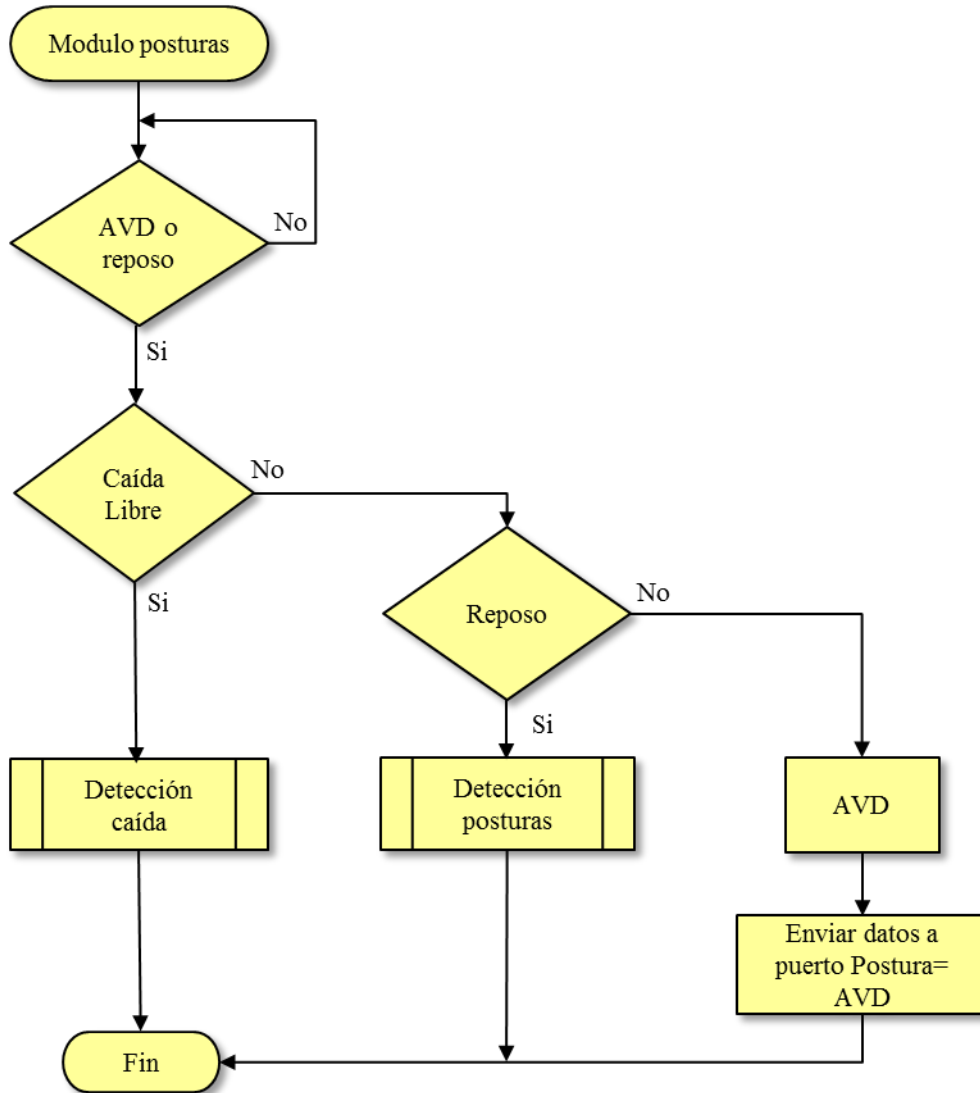 Modulo posturas
AVD o
reposo
No
Si
Caída
Libre
No
Si
Reposo
No
Si
Detección
caída
Detección
posturas
AVD
Enviar datos a
puerto Postura=
AVD
Fin